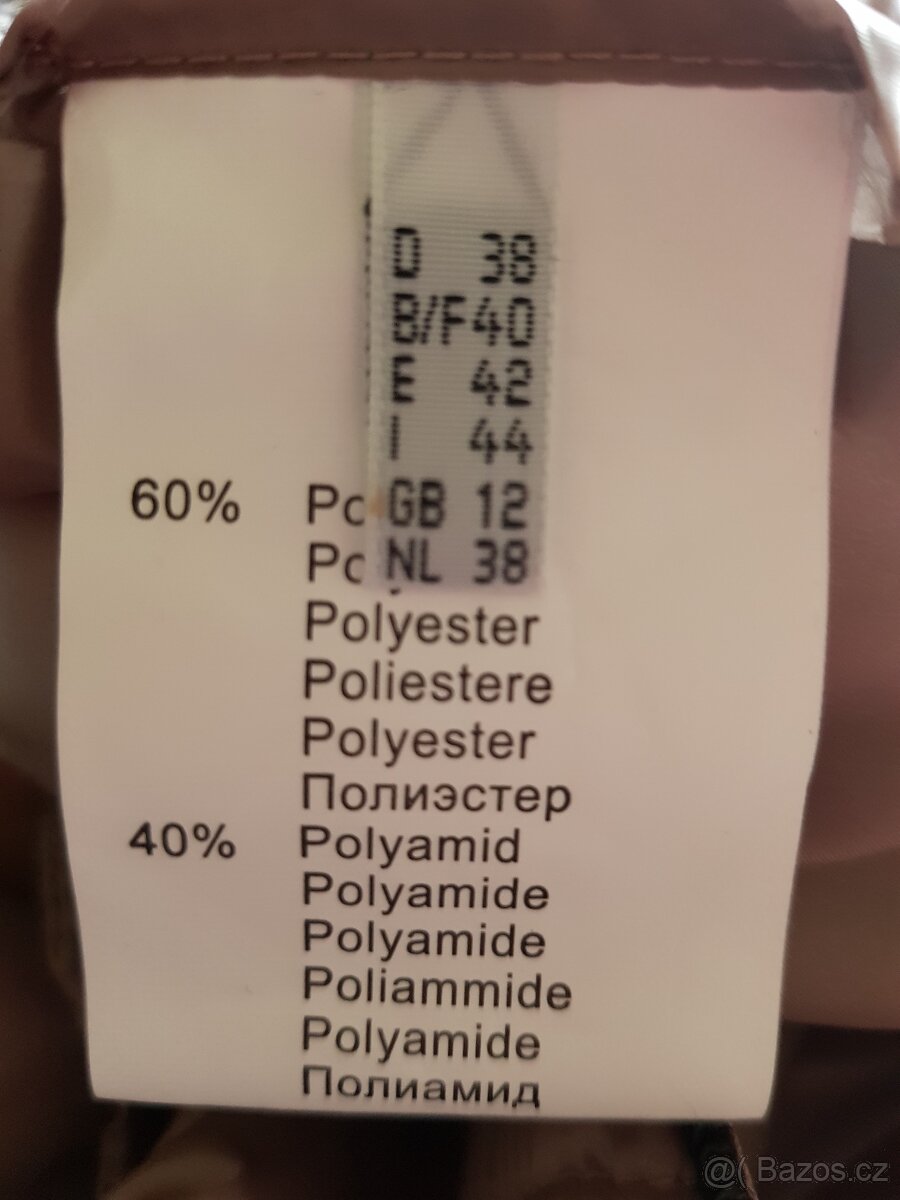 D 38
B/F 40
E 42
I 44
GB 12
NL 38
60%
Polyester
Poliestere
Polyester
Полиэстер
40% Polyamid
Polyamide
Polyamide
Poliammide
Polyamide
Полиамид
@( Bazos.cz